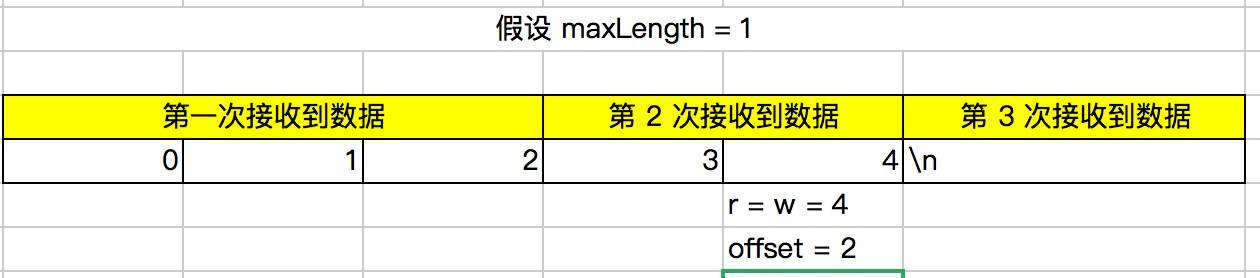 假设 maxLength = 1
第一次接收到数据 第 2 次接收到数据 第 3 次接收到数据
0 1 2 3 4 \n
r = w = 4
offset = 2